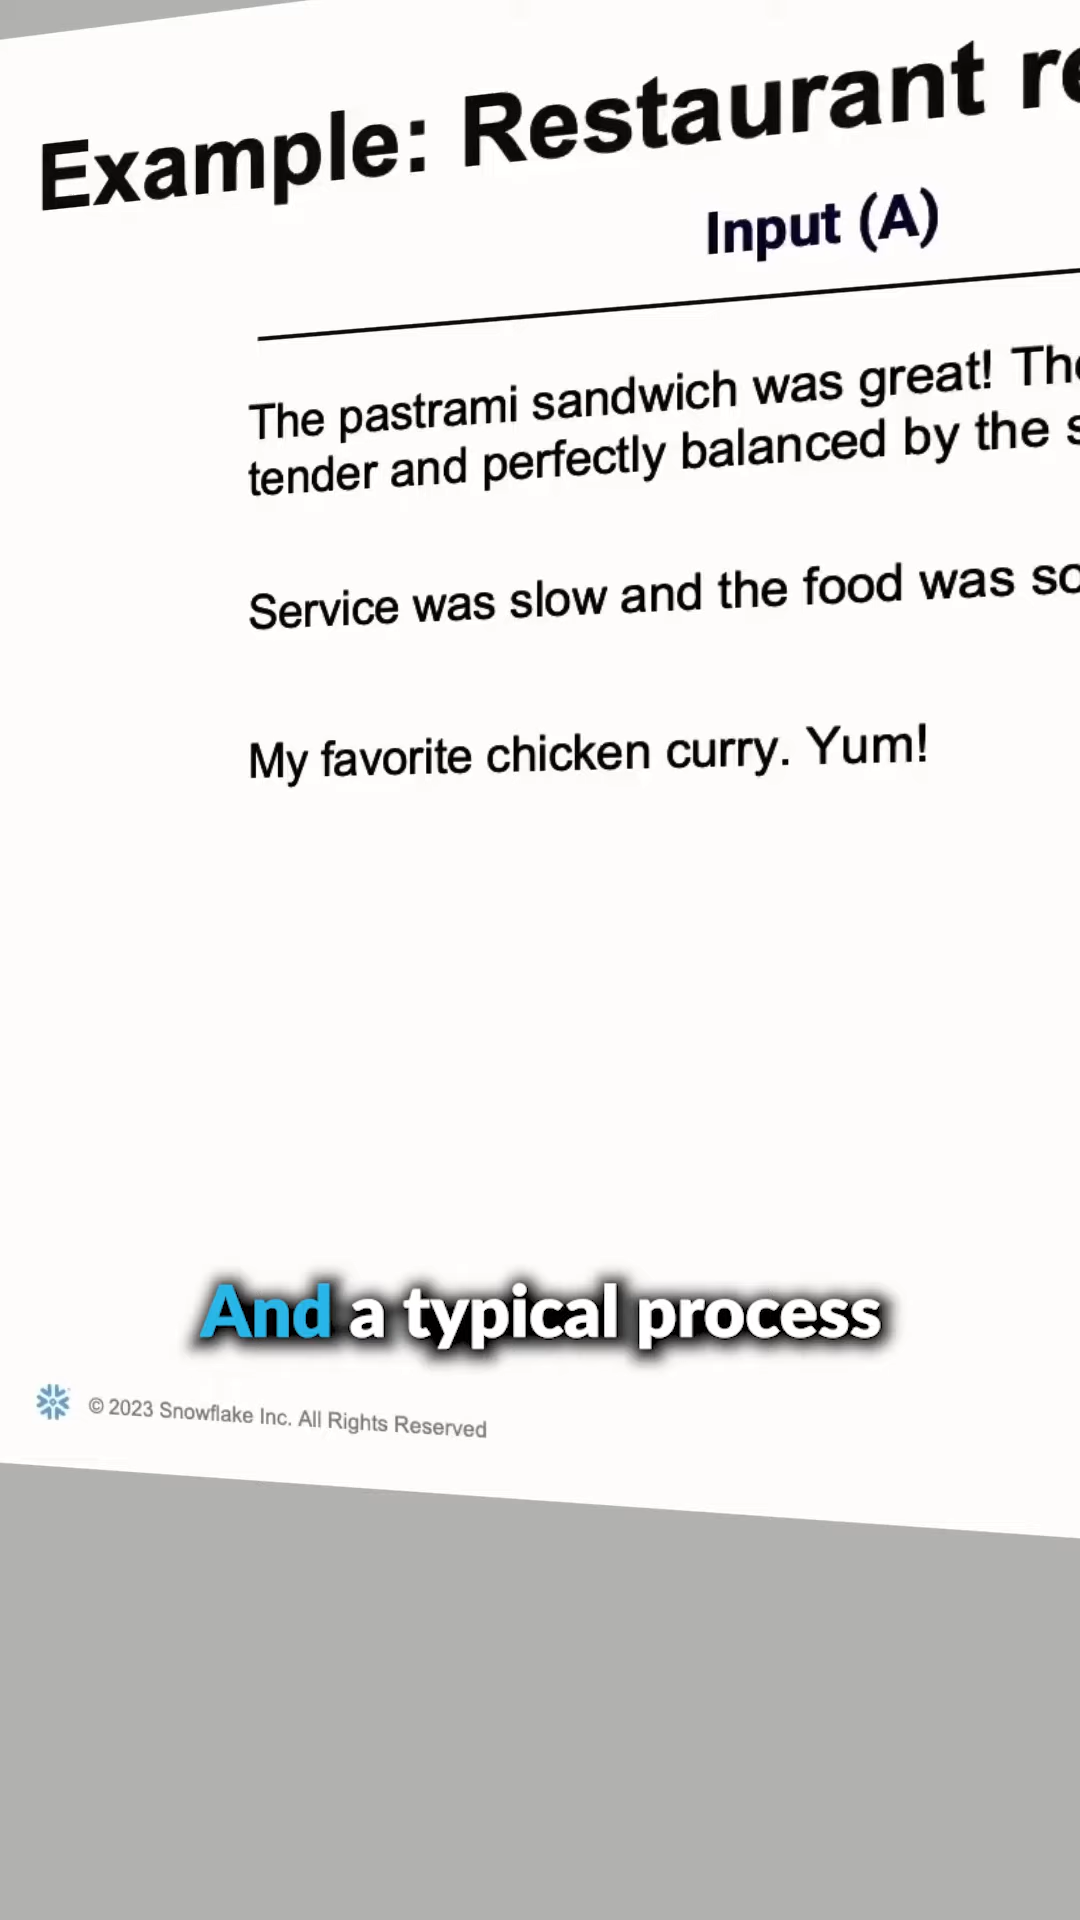 Example: Restaurant
Input (A)
The pastrami sandwich was great!
tender and perfectly balanced by the
Service was slow and the food was
My favorite chicken curry. Yum!
And a typical process
© 2023 Snowflake Inc. All Rights Reserved